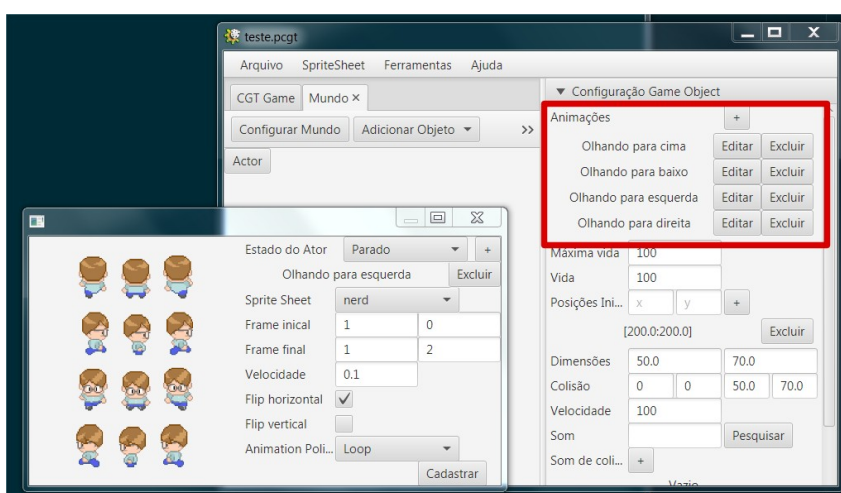 teste.pcgt
Arquivo SpriteSheet Ferramentas Ajuda
CGT Game Mundo ×
Configurar Mundo Adicionar Objeto >>
Actor
Configuração Game Object
Animações +
Olhando para cima Editar Excluir
Olhando para baixo Editar Excluir
Olhando para esquerda Editar Excluir
Olhando para direita Editar Excluir
Máxima vida 100
Vida 100
Posições Ini... x y +
[200.0:200.0] Excluir
Dimensões 50.0 70.0
Colisão 0 0 50.0 70.0
Velocidade 100
Som Pesquisar
Som de coli... +
Vazio
Estado do Ator Parado +
Olhando para esquerda Excluir
Sprite Sheet nerd
Frame inical 1 0
Frame final 1 2
Velocidade 0.1
Flip horizontal
Flip vertical
Animation Poli... Loop
Cadastrar